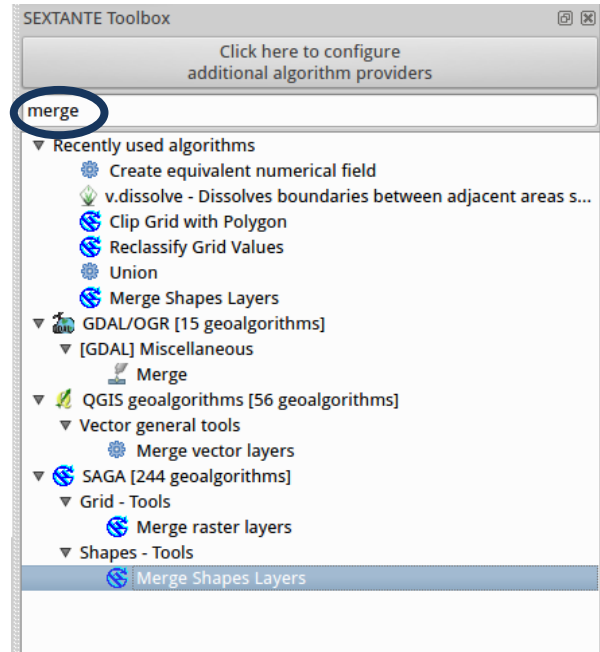 SEXTANTE Toolbox
Click here to configure
additional algorithm providers
merge
Recently used algorithms
Create equivalent numerical field
v.dissolve - Dissolves boundaries between adjacent areas s...
Clip Grid with Polygon
Reclassify Grid Values
Union
Merge Shapes Layers
GDAL/OGR [15 geoalgorithms]
[GDAL] Miscellaneous
Merge
QGIS geoalgorithms [56 geoalgorithms]
Vector general tools
Merge vector layers
SAGA [244 geoalgorithms]
Grid - Tools
Merge raster layers
Shapes - Tools
Merge Shapes Layers